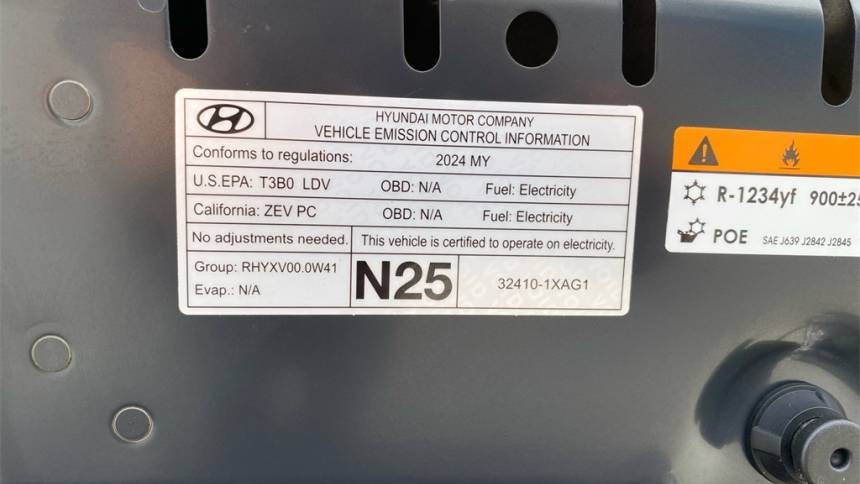 HYUNDAI MOTOR COMPANY
VEHICLE EMISSION CONTROL INFORMATION
Conforms to regulations: 2024 MY
U.S.EPA: T3B0 LDV OBD: N/A Fuel: Electricity
California: ZEV PC OBD: N/A Fuel: Electricity
No adjustments needed. This vehicle is certified to operate on electricity.
Group: RHYXV00.0W41
Evap.: N/A
N25
32410-1XAG1
R-1234yf 900±25
POE SAE J639 J2842 J2845